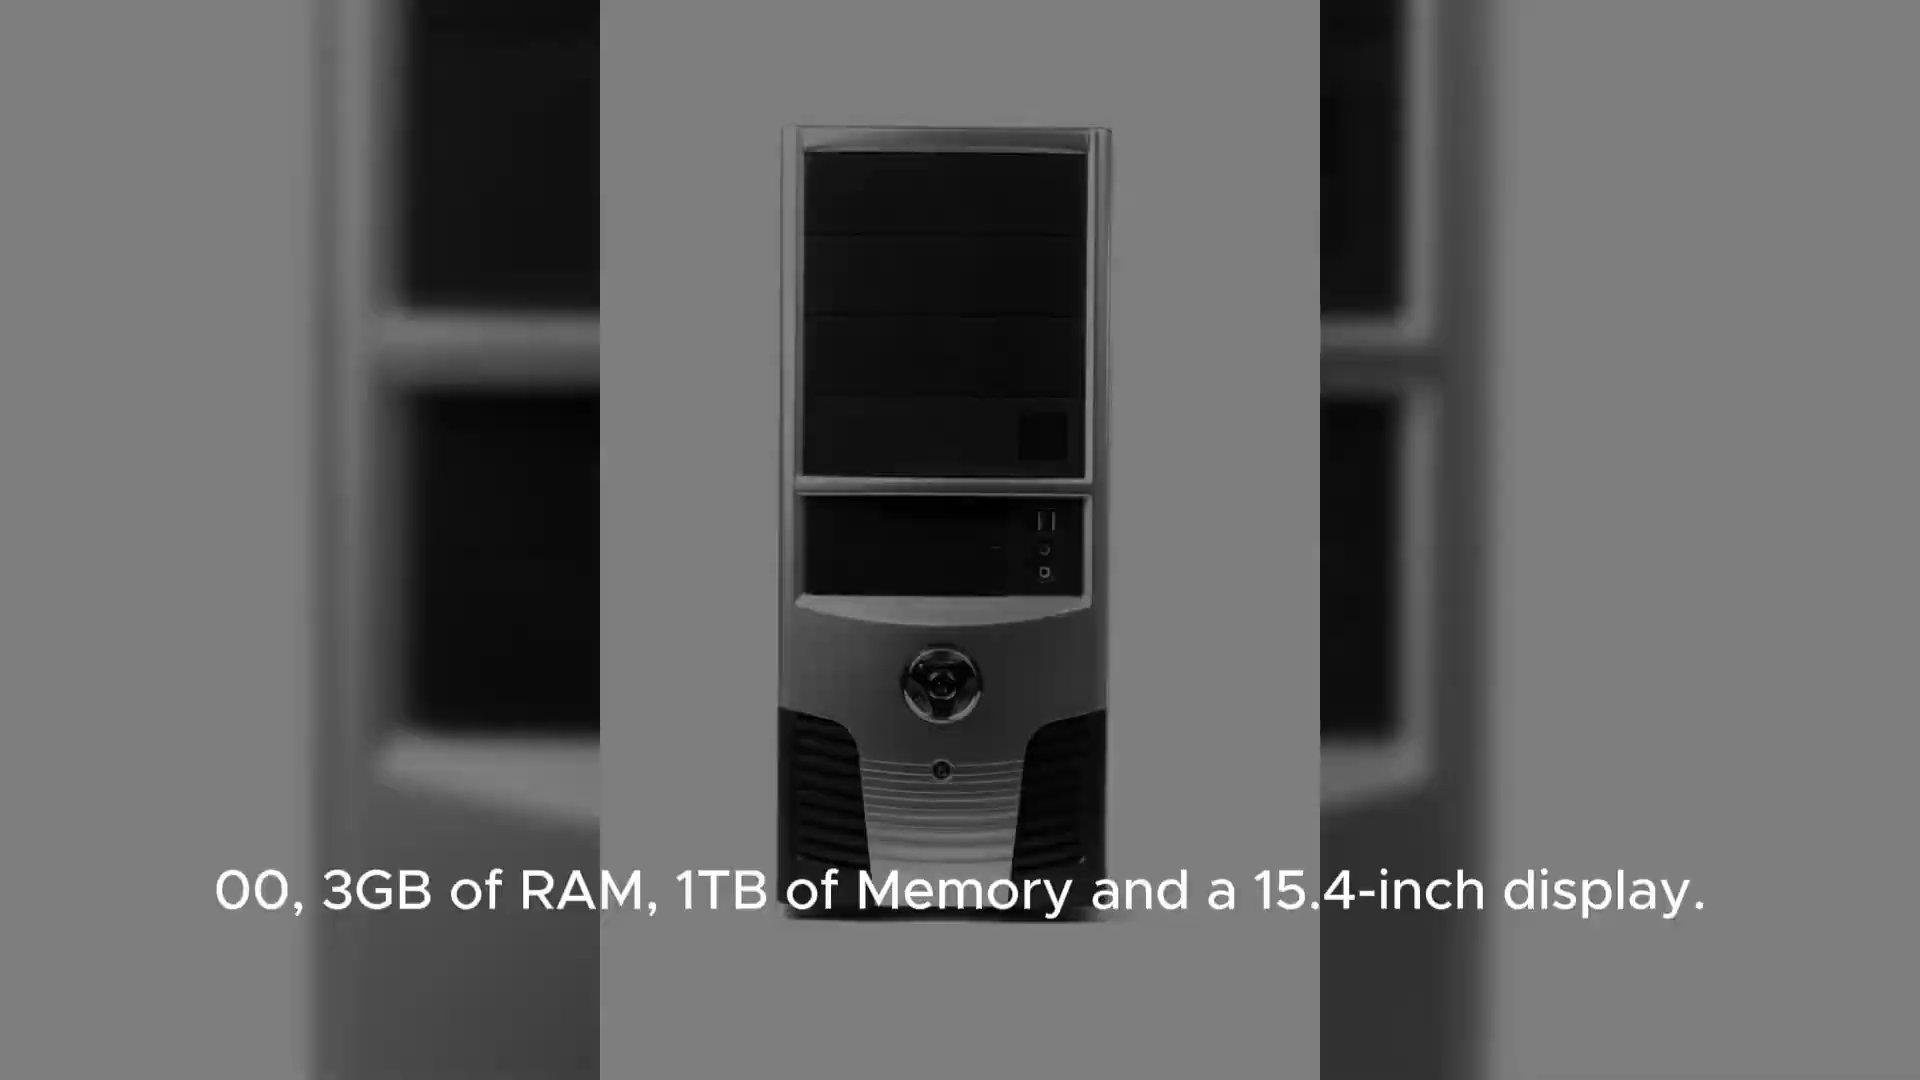 00, 3GB of RAM, 1TB of Memory and a 15.4-inch display.